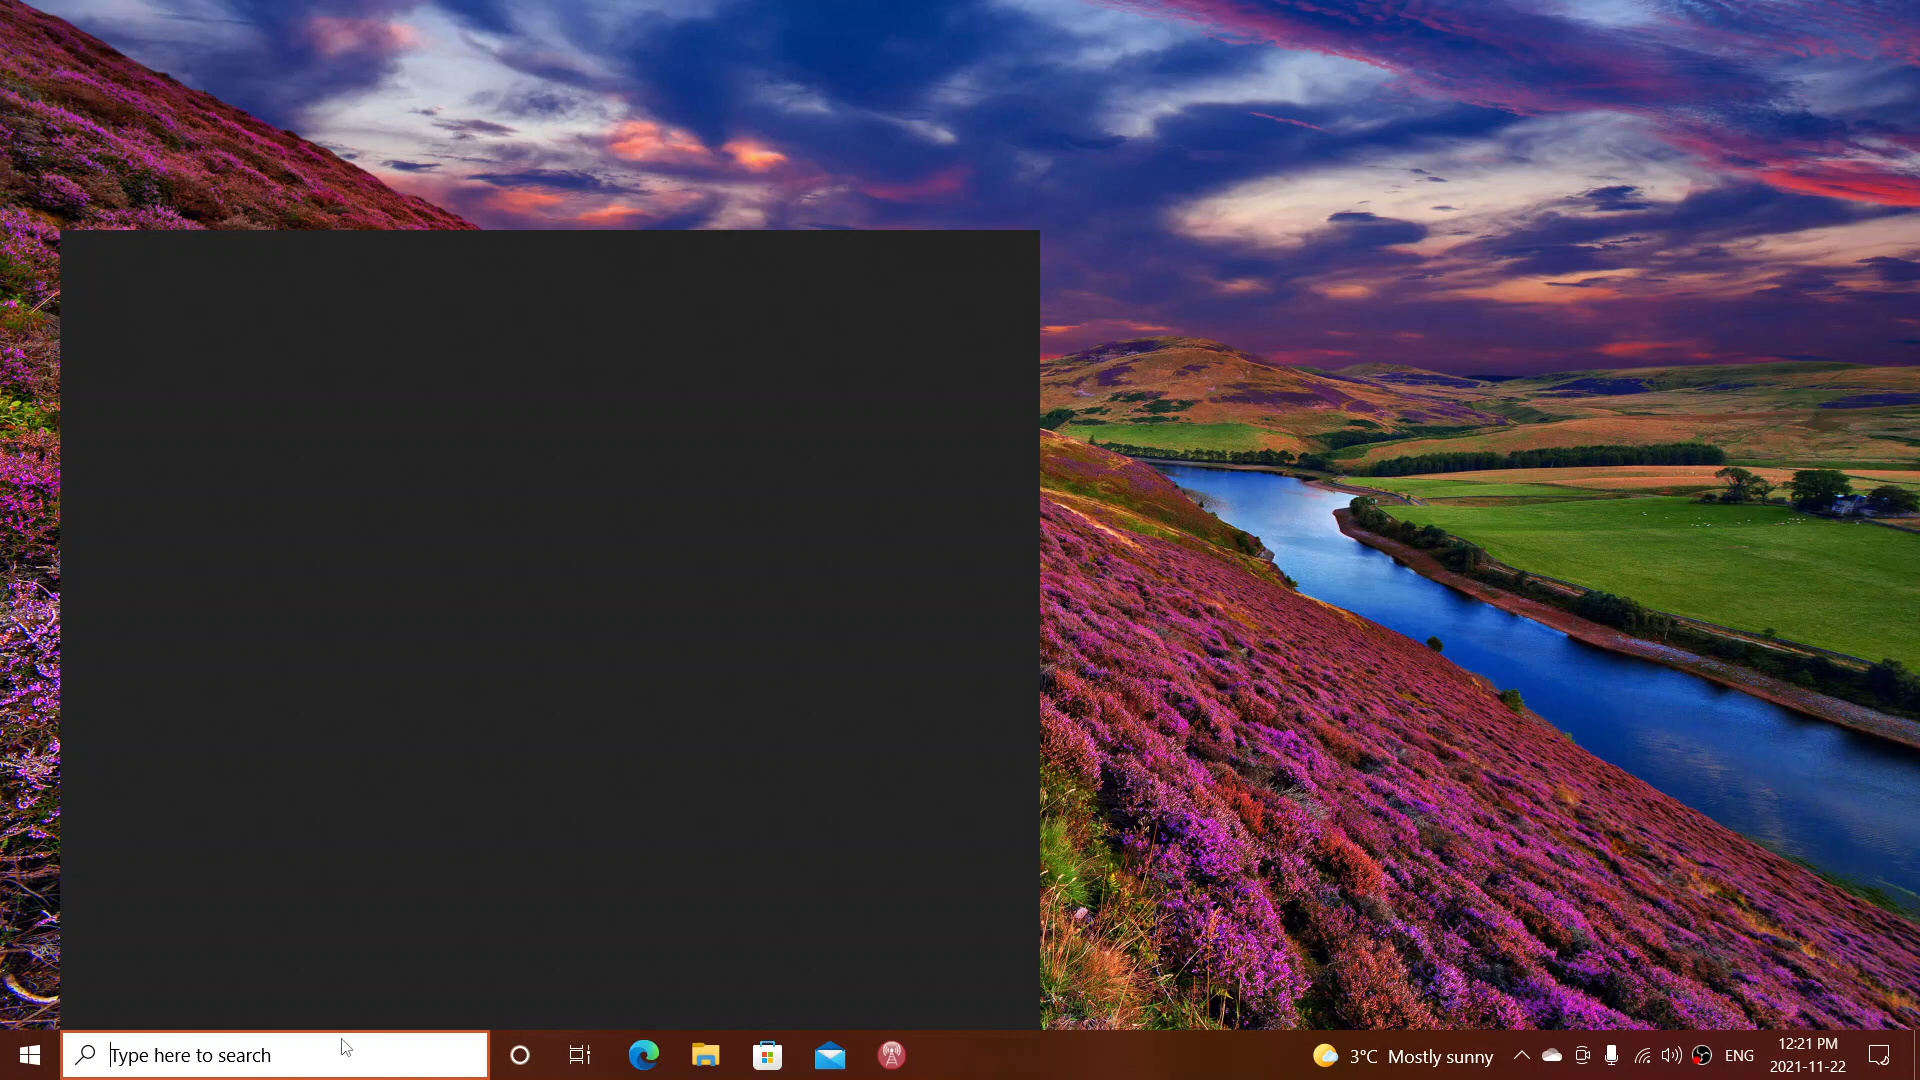 Type here to search
3°C Mostly sunny
ENG
12:21 PM
2021-11-22